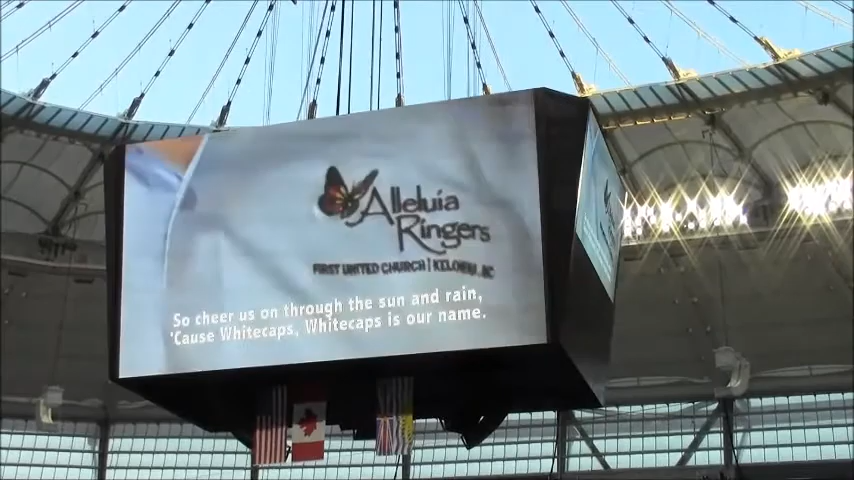 Alleluia
Ringers
FIRST UNITED CHURCH | KELOWNA, BC
So cheer us on through the sun and rain,
'Cause Whitecaps, Whitecaps is our name.